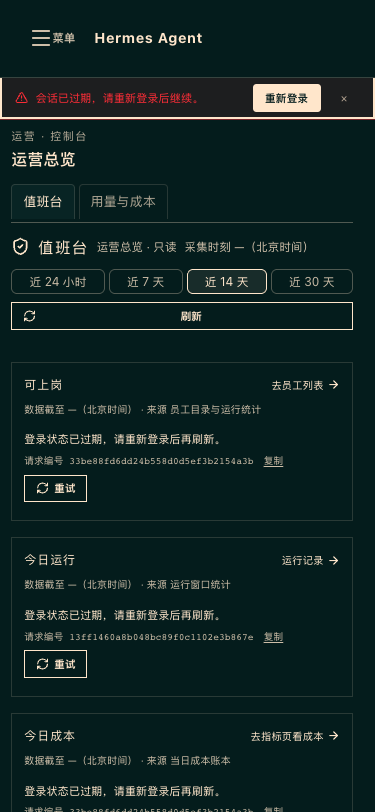 菜单 Hermes Agent
会话已过期，请重新登录后继续。 重新登录 ×
运营 · 控制台
运营总览
值班台 用量与成本
值班台 运营总览 · 只读 采集时刻 —（北京时间）
近 24 小时 近 7 天 近 14 天 近 30 天
刷新
可上岗 去员工列表 →
数据截至 —（北京时间） · 来源 员工目录与运行统计
登录状态已过期，请重新登录后再刷新。
请求编号 33be88fd6dd24b558d0d5ef3b2154a3b 复制
重试
今日运行 运行记录 →
数据截至 —（北京时间） · 来源 运行窗口统计
登录状态已过期，请重新登录后再刷新。
请求编号 13ff1460a8b048bc89f0c1102e3b867e 复制
重试
今日成本 去指标页看成本 →
数据截至 —（北京时间） · 来源 当日成本账本
登录状态已过期，请重新登录后再刷新。